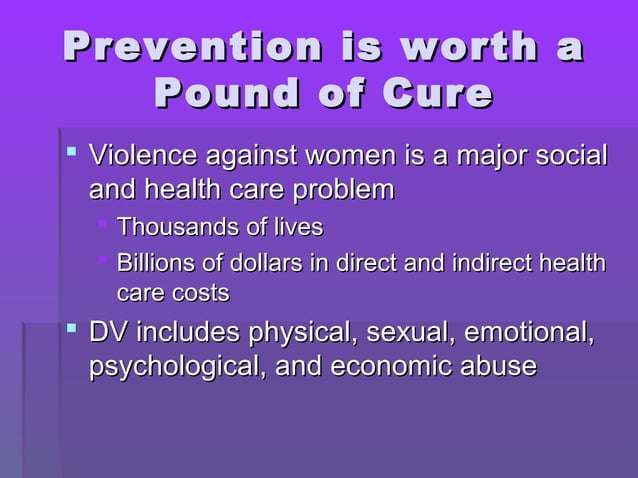 Prevention is worth a
Pound of Cure
Violence against women is a major social
and health care problem
Thousands of lives
Billions of dollars in direct and indirect health
care costs
DV includes physical, sexual, emotional,
psychological, and economic abuse